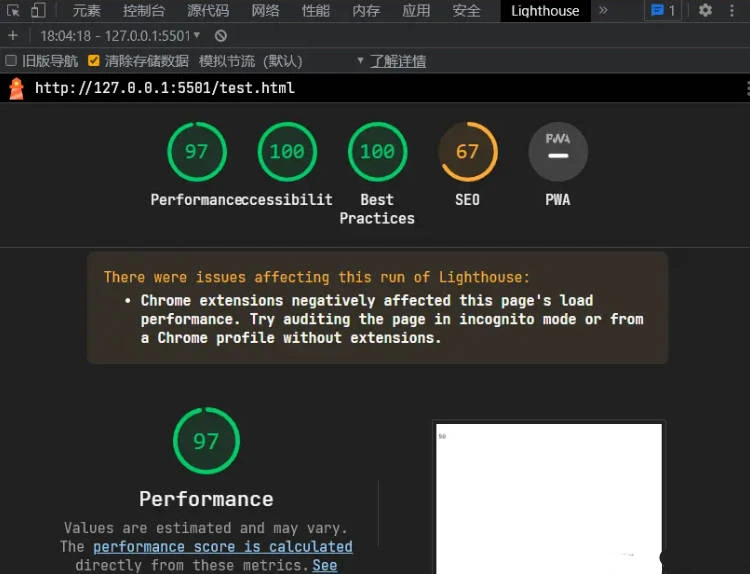 元素 控制台 源代码 网络 性能 内存 应用 安全 Lighthouse » 1
+ 18:04:18 - 127.0.0.1:5501
旧版导航 清除存储数据 模拟节流（默认） 了解详情
http://127.0.0.1:5501/test.html
97 100 100 67 PWA
Performance ccessibilit Best Practices SEO PWA
There were issues affecting this run of Lighthouse:
• Chrome extensions negatively affected this page's load
performance. Try auditing the page in incognito mode or from
a Chrome profile without extensions.
97
Performance
Values are estimated and may vary.
The performance score is calculated
directly from these metrics. See